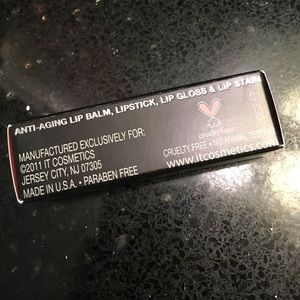 ANTI-AGING LIP BALM, LIPSTICK, LIP GLOSS & LIP STAIN
MANUFACTURED EXCLUSIVELY FOR:
©2011 IT COSMETICS
JERSEY CITY, NJ 07305
MADE IN U.S.A. • PARABEN FREE
cruelty free
CRUELTY FREE • NO ANIMAL TESTING
www.itcosmetics.com